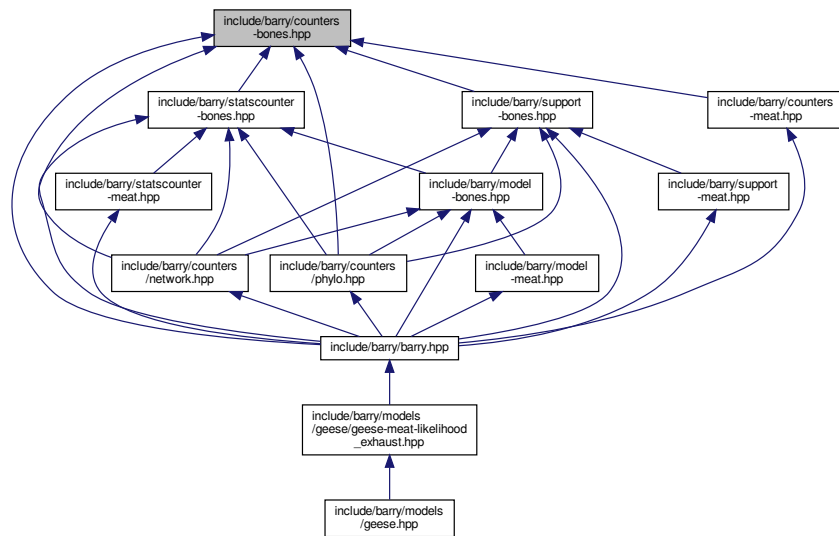 include/barry/counters
-bones.hpp
include/barry/statscounter
-bones.hpp
include/barry/support
-bones.hpp
include/barry/counters
-meat.hpp
include/barry/statscounter
-meat.hpp
include/barry/model
-bones.hpp
include/barry/support
-meat.hpp
include/barry/counters
/network.hpp
include/barry/counters
/phylo.hpp
include/barry/model
-meat.hpp
include/barry/barry.hpp
include/barry/models
/geese/geese-meat-likelihood
_exhaust.hpp
include/barry/models
/geese.hpp